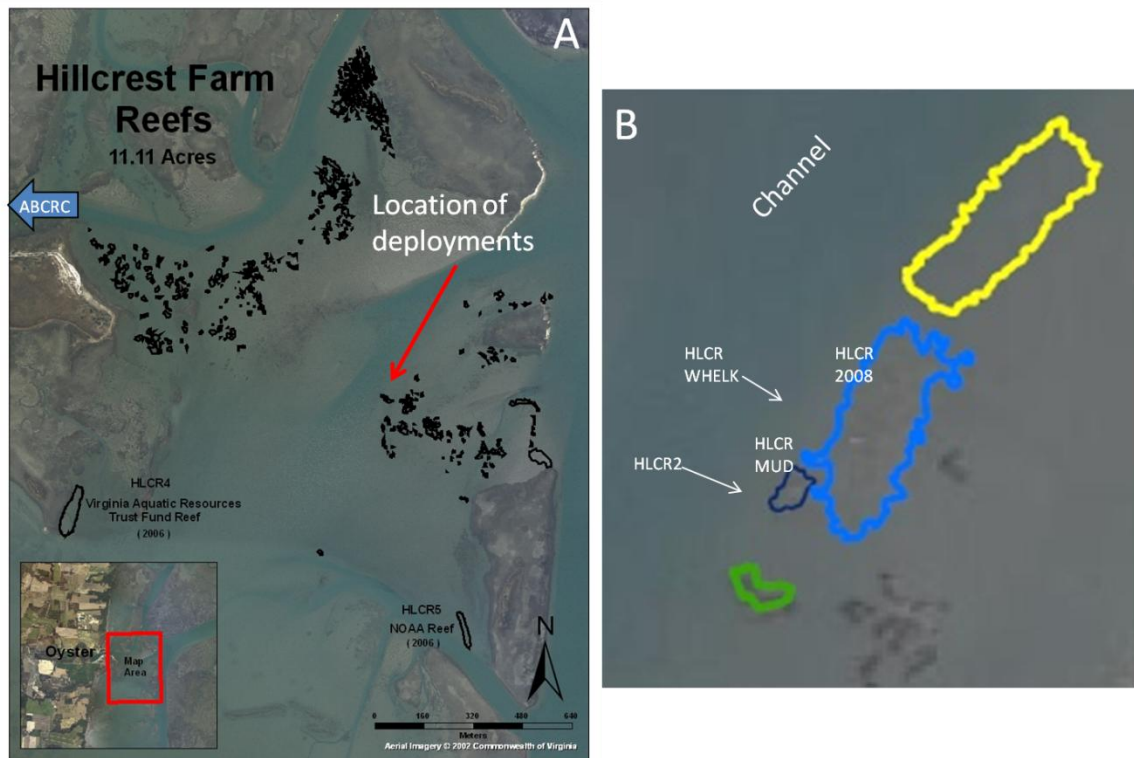 A
Hillcrest Farm
Reefs
11.11 Acres
ABCRC
Location of
deployments
HLCR4
Virginia Aquatic Resources
Trust Fund Reef
( 2006 )
HLCR5
NOAA Reef
( 2006 )
N
Oyster
Map
Area
0 160 320 480 640
Meters
Aerial Imagery © 2002 Commonwealth of Virginia
B
Channel
HLCR
WHELK
HLCR
2008
HLCR
MUD
HLCR2